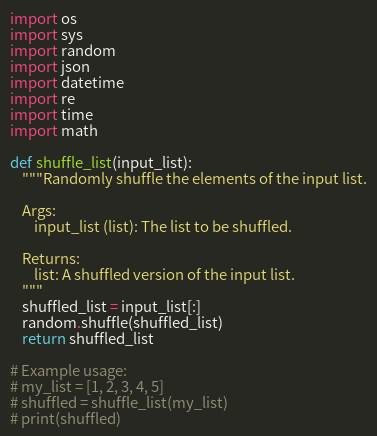 import os
import sys
import random
import json
import datetime
import re
import time
import math

def shuffle_list(input_list):
    """Randomly shuffle the elements of the input list.

    Args:
        input_list (list): The list to be shuffled.

    Returns:
        list: A shuffled version of the input list.
    """
    shuffled_list = input_list[:]
    random.shuffle(shuffled_list)
    return shuffled_list

# Example usage:
# my_list = [1, 2, 3, 4, 5]
# shuffled = shuffle_list(my_list)
# print(shuffled)